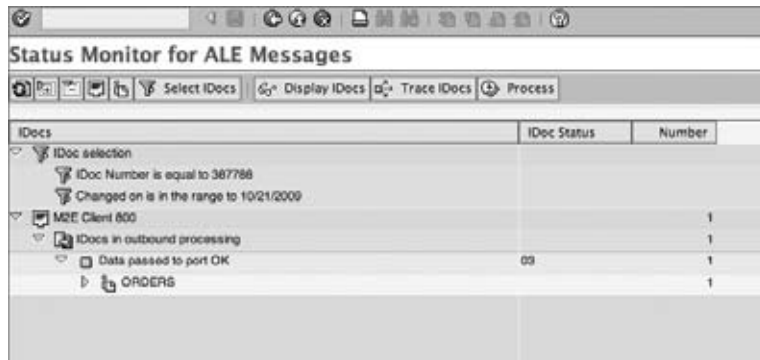 Status Monitor for ALE Messages
Select IDocs Display IDocs Trace IDocs Process
IDocs IDoc Status Number
IDoc selection
IDoc Number is equal to 387788
Changed on is in the range to 10/21/2009
M2E Client 800 1
IDocs in outbound processing 1
Data passed to port OK 03 1
ORDERS 1